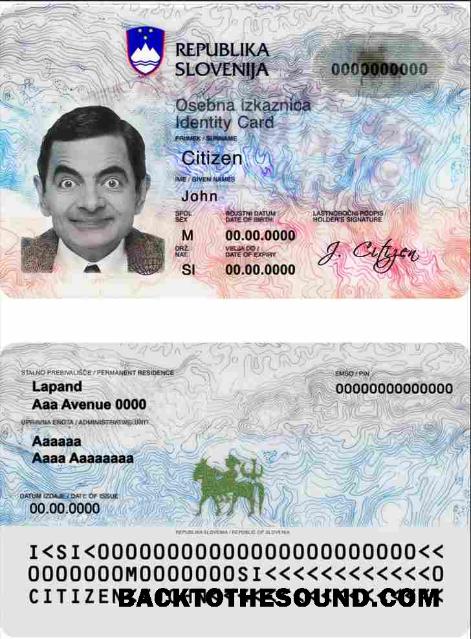 REPUBLIKA
SLOVENIJA
0000000000
Osebna izkaznica
Identity Card
PRIIMEK / SURNAME
Citizen
IME / GIVEN NAMES
John
SPOL
SEX
ROJSTNI DATUM
DATE OF BIRTH
LASTNOROČNI PODPIS
HOLDER'S SIGNATURE
M
00.00.0000
DRŽ.
NAT.
VELJA DO /
DATE OF EXPIRY
J. Citizen
SI
00.00.0000
STALNO PREBIVALIŠČE / PERMANENT RESIDENCE
EMŠO / PIN
Lapand
00000000000000
Aaa Avenue 0000
UPRAVNA ENOTA / ADMINISTRATIVE UNIT
Aaaaaa
Aaaa Aaaaaaaa
DATUM IZDAJE / DATE OF ISSUE
00.00.0000
REPUBLIKA SLOVENIJA / REPUBLIC OF SLOVENIA
I<SI<0000000000000000000000000<<
0000000M0000000SI<<<<<<<<<<<<0
CITIZEN
BACKTOTHESOUND.COM